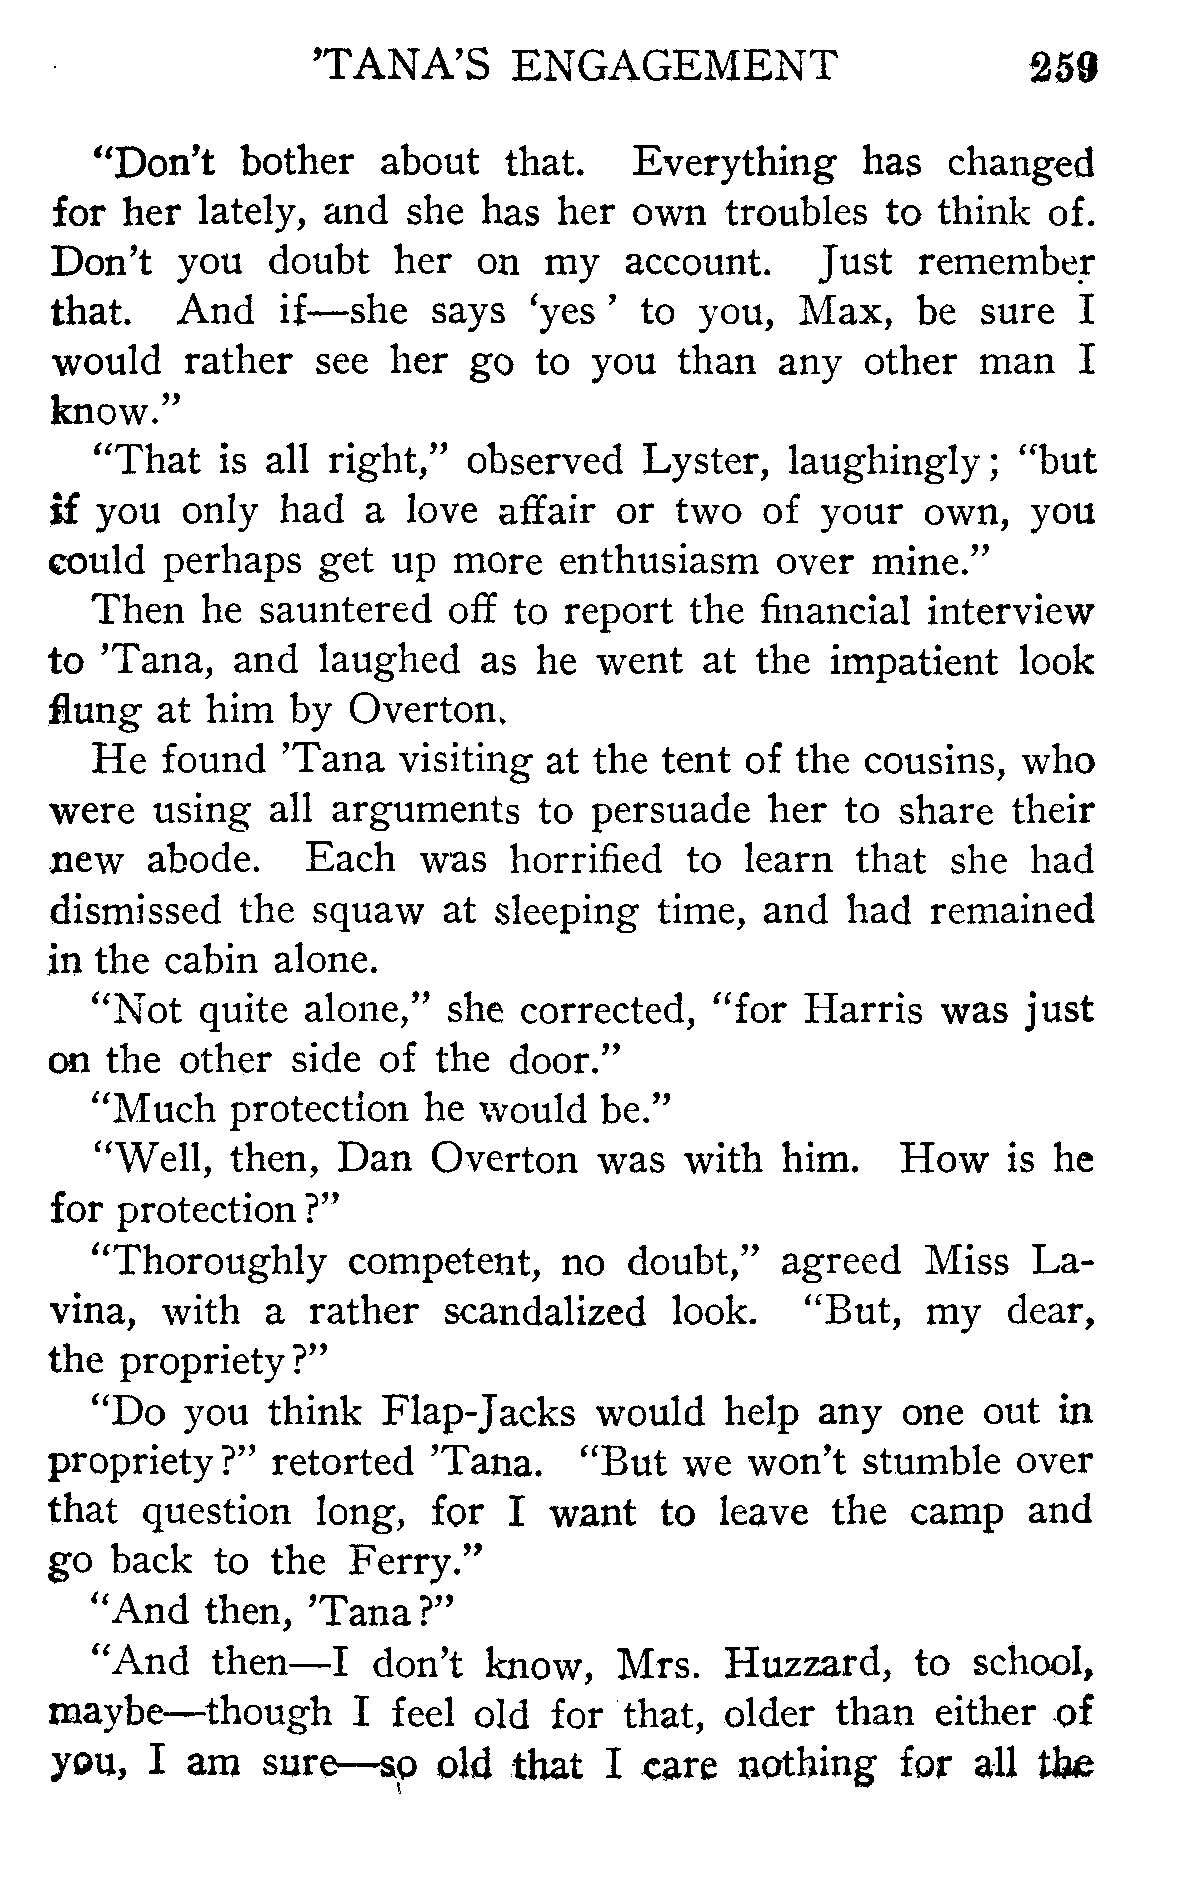 ’TANA’S ENGAGEMENT 259
“Don’t bother about that. Everything has changed
for her lately, and she has her own troubles to think of.
Don’t you doubt her on my account. Just remember
that. And if—she says ‘yes’ to you, Max, be sure I
would rather see her go to you than any other man I
know.”
“That is all right,” observed Lyster, laughingly; “but
if you only had a love affair or two of your own, you
could perhaps get up more enthusiasm over mine.”
Then he sauntered off to report the financial interview
to ’Tana, and laughed as he went at the impatient look
flung at him by Overton.
He found ’Tana visiting at the tent of the cousins, who
were using all arguments to persuade her to share their
new abode. Each was horrified to learn that she had
dismissed the squaw at sleeping time, and had remained
in the cabin alone.
“Not quite alone,” she corrected, “for Harris was just
on the other side of the door.”
“Much protection he would be.”
“Well, then, Dan Overton was with him. How is he
for protection?”
“Thoroughly competent, no doubt,” agreed Miss La-
vina, with a rather scandalized look. “But, my dear,
the propriety?”
“Do you think Flap-Jacks would help any one out in
propriety?” retorted ’Tana. “But we won’t stumble over
that question long, for I want to leave the camp and
go back to the Ferry.”
“And then, ’Tana?”
“And then—I don’t know, Mrs. Huzzard, to school,
maybe—though I feel old for that, older than either of
you, I am sure—so old that I care nothing for all the